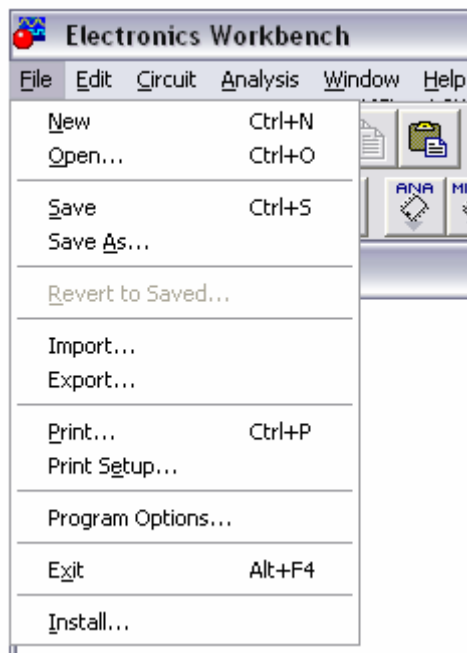 Electronics Workbench
File Edit Circuit Analysis Window Help
New Ctrl+N
Open... Ctrl+O
ANA
Save Ctrl+S
Save As...
Revert to Saved...
Import...
Export...
Print... Ctrl+P
Print Setup...
Program Options...
Exit Alt+F4
Install...